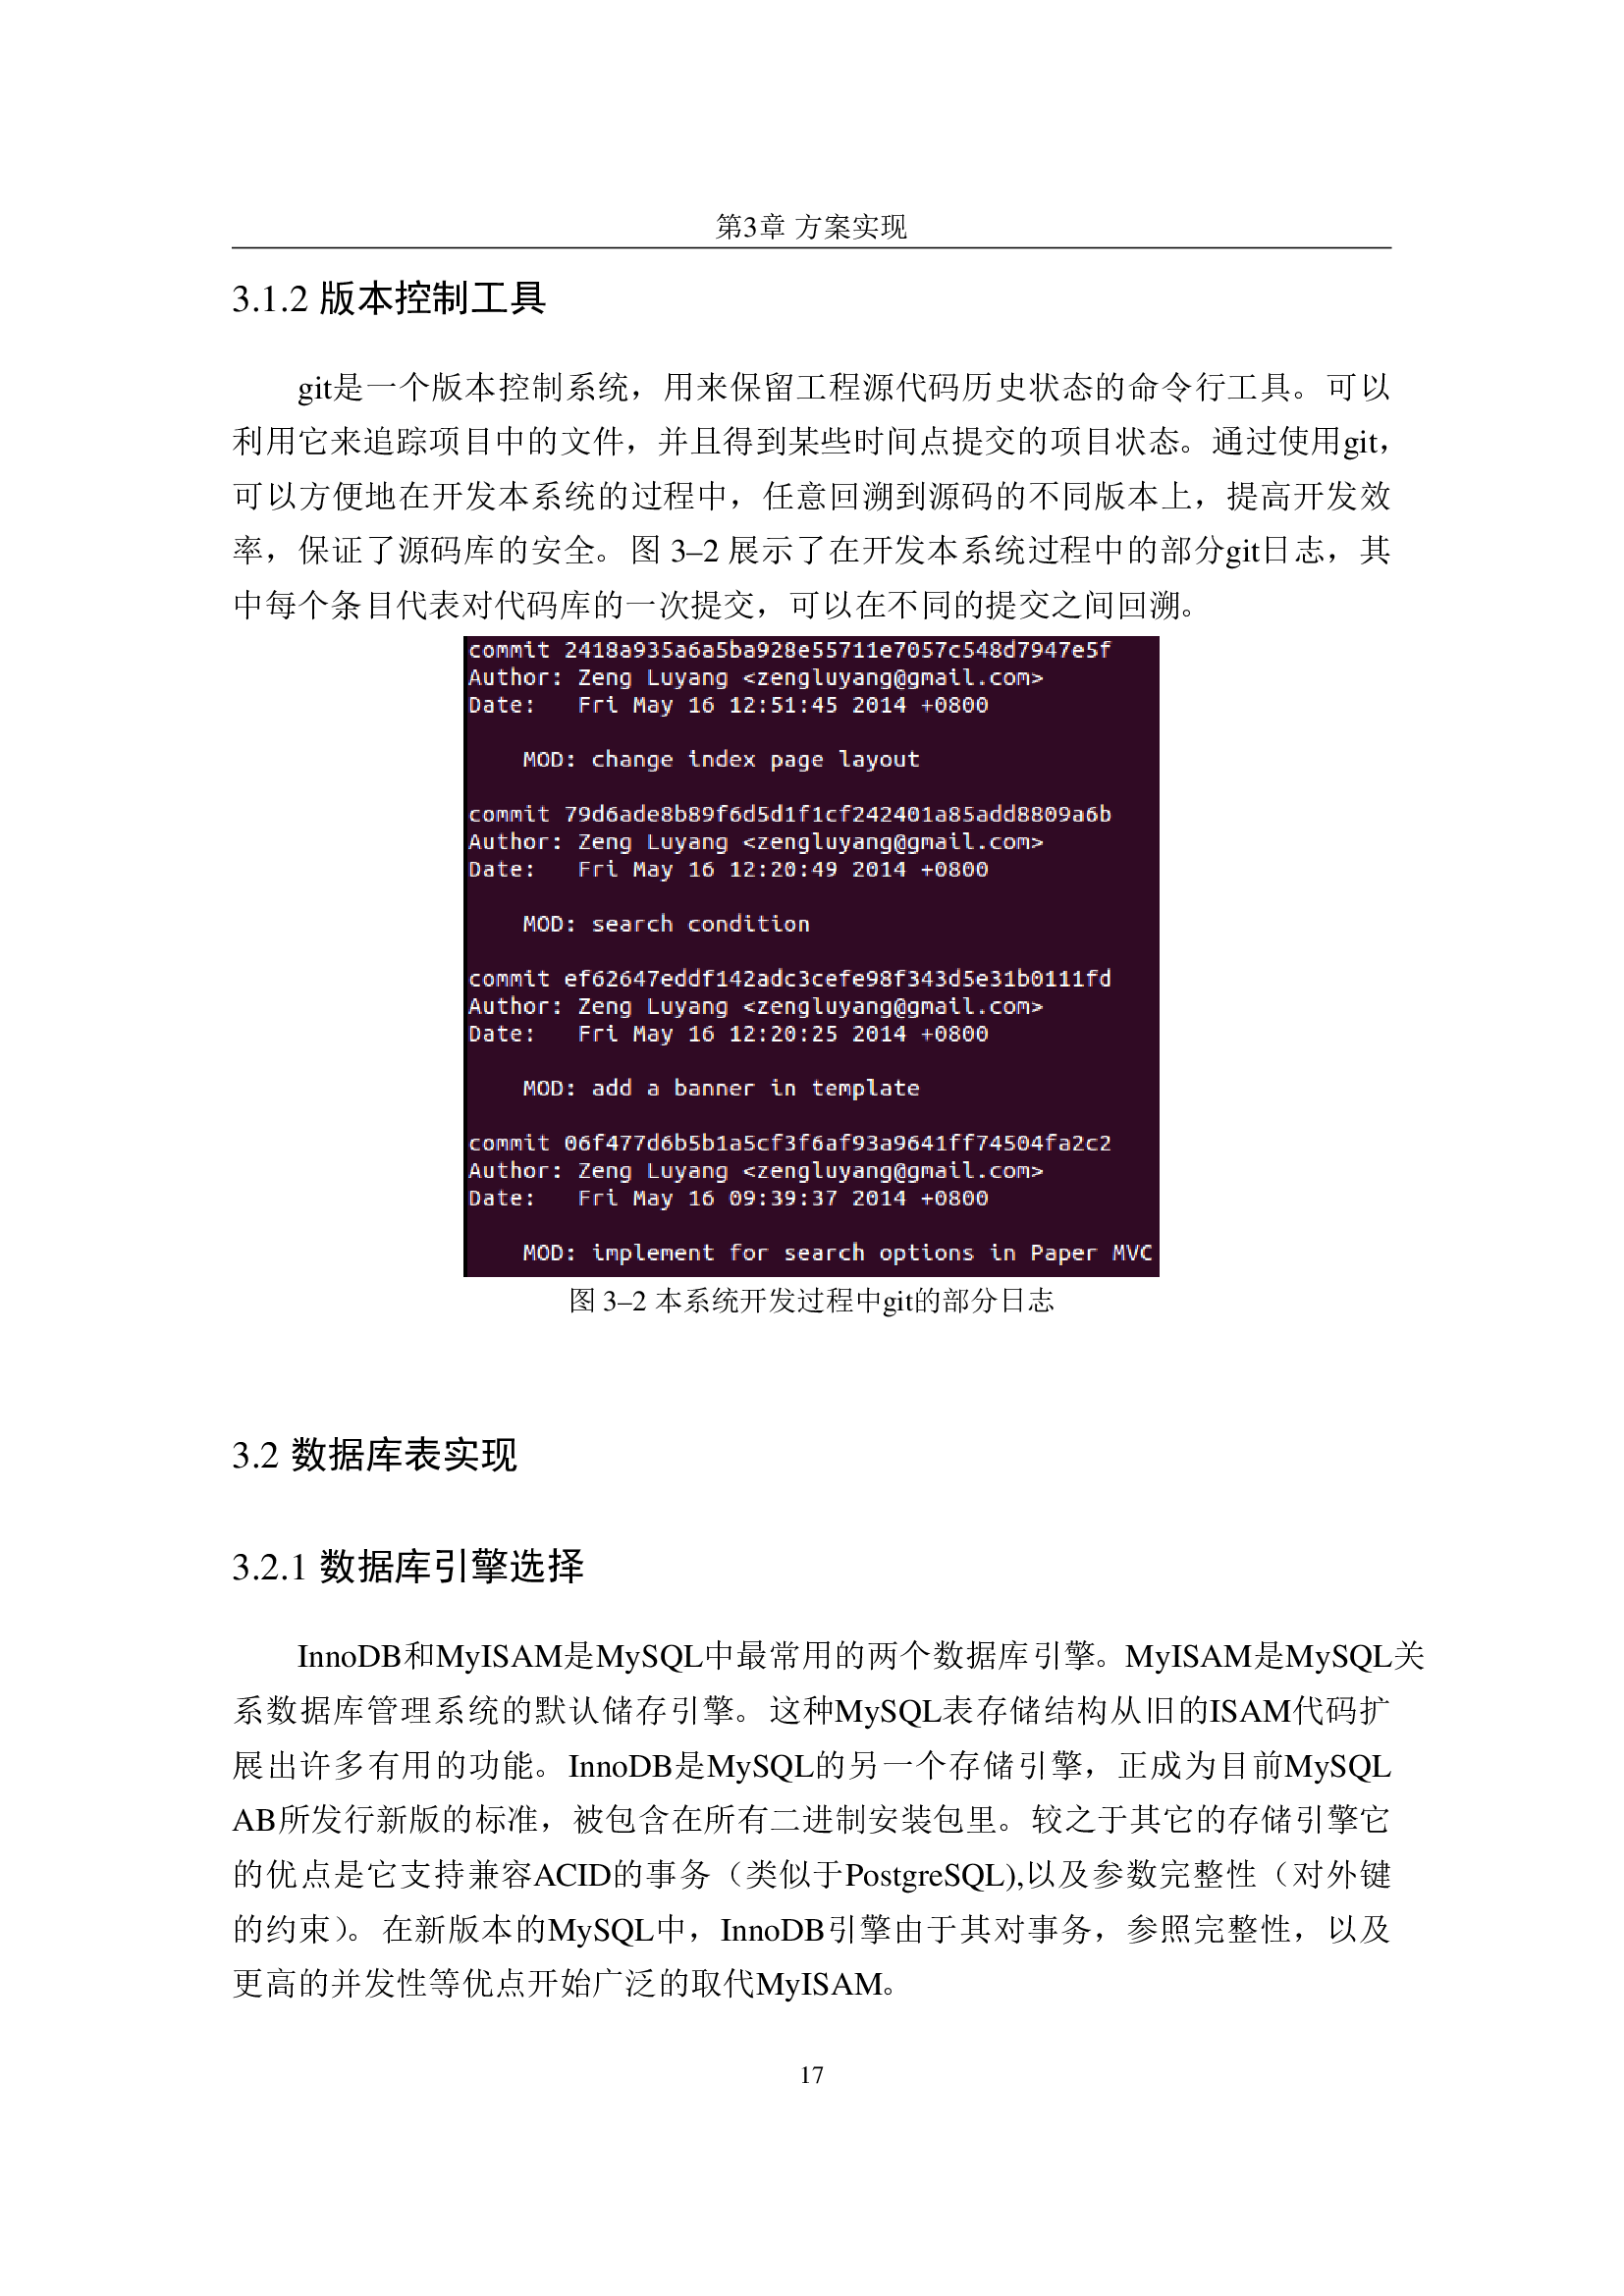 第3章 方案实现
3.1.2 版本控制工具
git是一个版本控制系统，用来保留工程源代码历史状态的命令行工具。可以
利用它来追踪项目中的文件，并且得到某些时间点提交的项目状态。通过使用git，
可以方便地在开发本系统的过程中，任意回溯到源码的不同版本上，提高开发效
率，保证了源码库的安全。图 3–2 展示了在开发本系统过程中的部分git日志，其
中每个条目代表对代码库的一次提交，可以在不同的提交之间回溯。
commit 2418a935a6a5ba928e55711e7057c548d7947e5f
Author: Zeng Luyang <zengluyang@gmail.com>
Date:   Fri May 16 12:51:45 2014 +0800
MOD: change index page layout
commit 79d6ade8b89f6d5d1f1cf242401a85add8809a6b
Author: Zeng Luyang <zengluyang@gmail.com>
Date:   Fri May 16 12:20:49 2014 +0800
MOD: search condition
commit ef62647eddf142adc3cefe98f343d5e31b0111fd
Author: Zeng Luyang <zengluyang@gmail.com>
Date:   Fri May 16 12:20:25 2014 +0800
MOD: add a banner in template
commit 06f477d6b5b1a5cf3f6af93a9641ff74504fa2c2
Author: Zeng Luyang <zengluyang@gmail.com>
Date:   Fri May 16 09:39:37 2014 +0800
MOD: implement for search options in Paper MVC
图 3–2 本系统开发过程中git的部分日志
3.2 数据库表实现
3.2.1 数据库引擎选择
InnoDB和MyISAM是MySQL中最常用的两个数据库引擎。MyISAM是MySQL关
系数据库管理系统的默认储存引擎。这种MySQL表存储结构从旧的ISAM代码扩
展出许多有用的功能。InnoDB是MySQL的另一个存储引擎，正成为目前MySQL
AB所发行新版的标准，被包含在所有二进制安装包里。较之于其它的存储引擎它
的优点是它支持兼容ACID的事务（类似于PostgreSQL),以及参数完整性（对外键
的约束）。在新版本的MySQL中，InnoDB引擎由于其对事务，参照完整性，以及
更高的并发性等优点开始广泛的取代MyISAM。
17